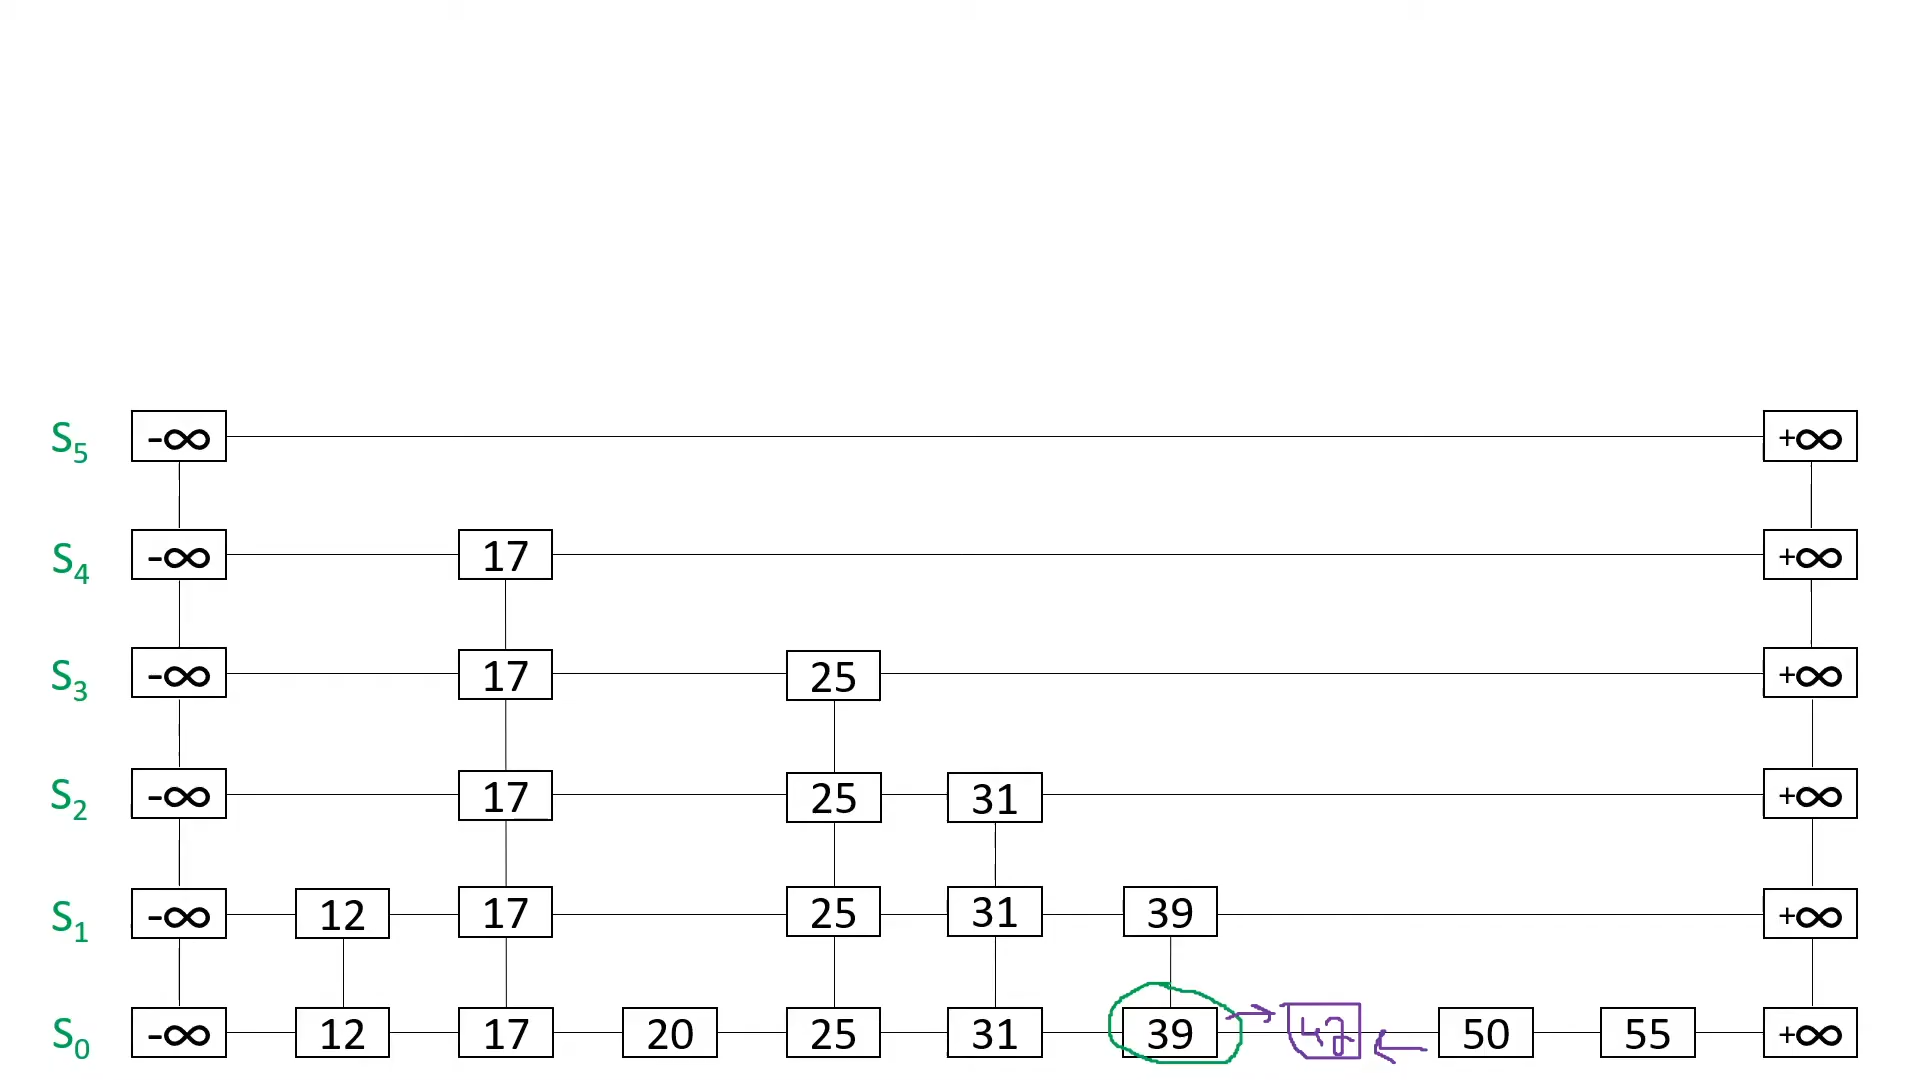 S5 -∞ +∞
S4 -∞ 17 +∞
S3 -∞ 17 25 +∞
S2 -∞ 17 25 31 +∞
S1 -∞ 12 17 25 31 39 +∞
S0 -∞ 12 17 20 25 31 39 50 55 +∞